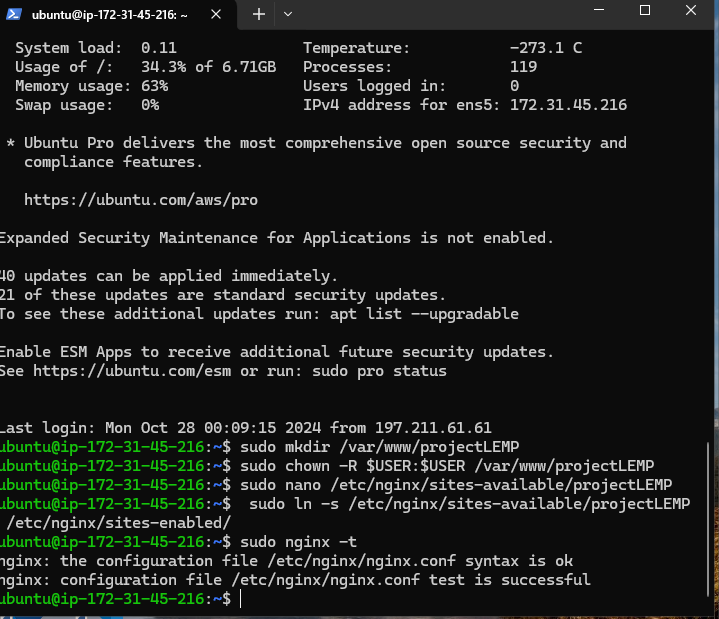 ubuntu@ip-172-31-45-216: ~
System load: 0.11 Temperature: -273.1 C
Usage of /: 34.3% of 6.71GB Processes: 119
Memory usage: 63% Users logged in: 0
Swap usage: 0% IPv4 address for ens5: 172.31.45.216
* Ubuntu Pro delivers the most comprehensive open source security and
compliance features.
https://ubuntu.com/aws/pro
Expanded Security Maintenance for Applications is not enabled.
40 updates can be applied immediately.
21 of these updates are standard security updates.
To see these additional updates run: apt list --upgradable
Enable ESM Apps to receive additional future security updates.
See https://ubuntu.com/esm or run: sudo pro status
Last login: Mon Oct 28 00:09:15 2024 from 197.211.61.61
ubuntu@ip-172-31-45-216:~$ sudo mkdir /var/www/projectLEMP
ubuntu@ip-172-31-45-216:~$ sudo chown -R $USER:$USER /var/www/projectLEMP
ubuntu@ip-172-31-45-216:~$ sudo nano /etc/nginx/sites-available/projectLEMP
ubuntu@ip-172-31-45-216:~$  sudo ln -s /etc/nginx/sites-available/projectLEMP
/etc/nginx/sites-enabled/
ubuntu@ip-172-31-45-216:~$ sudo nginx -t
nginx: the configuration file /etc/nginx/nginx.conf syntax is ok
nginx: configuration file /etc/nginx/nginx.conf test is successful
ubuntu@ip-172-31-45-216:~$